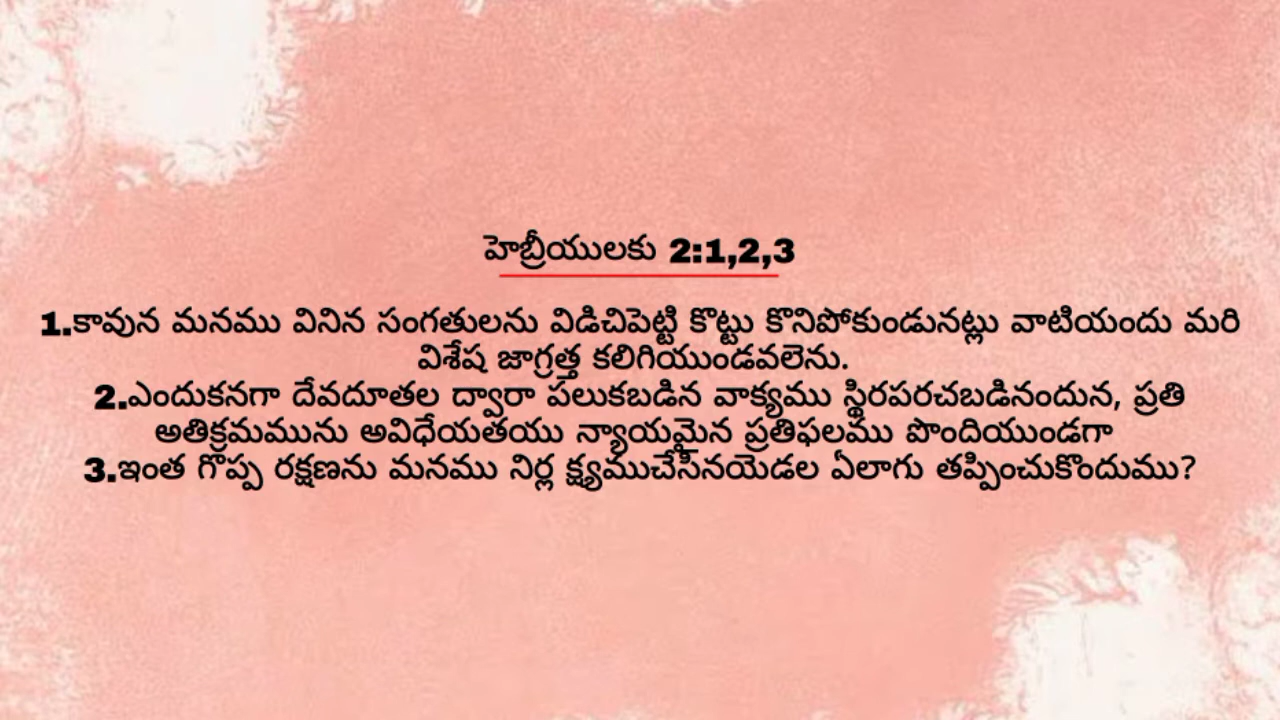 హెబ్రీయులకు 2:1,2,3
1.కావున మనము వినిన సంగతులను విడిచిపెట్టి కొట్టు కొనిపోకుండునట్లు వాటియందు మరి
విశేష జాగ్రత్త కలిగియుండవలెను.
2.ఎందుకనగా దేవదూతల ద్వారా పలుకబడిన వాక్యము స్థిరపరచబడినందున, ప్రతి
అతిక్రమమును అవిధేయతయు న్యాయమైన ప్రతిఫలము పొందియుండగా
3.ఇంత గొప్ప రక్షణను మనము నిర్ల క్ష్యముచేసినయెడల ఏలాగు తప్పించుకొందుము?